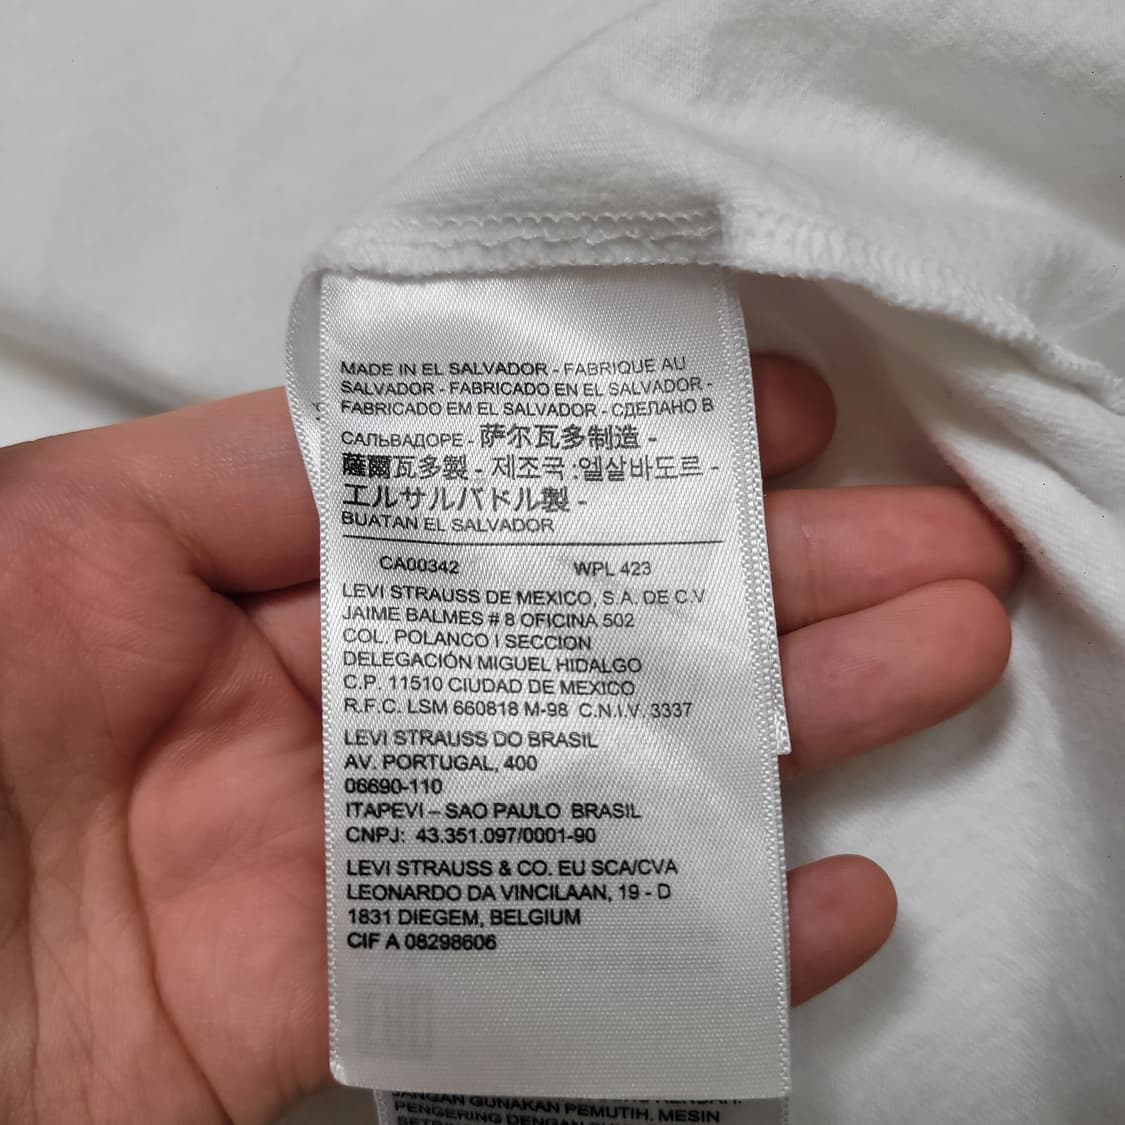 MADE IN EL SALVADOR - FABRIQUE AU
SALVADOR - FABRICADO EN EL SALVADOR -
FABRICADO EM EL SALVADOR - СДЕЛАНО В
САЛЬВАДОРЕ - 萨尔瓦多制造 -
薩爾瓦多製 - 제조국 :엘살바도르 -
エルサルバドル製 -
BUATAN EL SALVADOR
CA00342 WPL 423
LEVI STRAUSS DE MEXICO, S.A. DE C.V
JAIME BALMES # 8 OFICINA 502
COL. POLANCO I SECCION
DELEGACIÓN MIGUEL HIDALGO
C.P. 11510 CIUDAD DE MEXICO
R.F.C. LSM 660818 M-98 C.N.I.V. 3337
LEVI STRAUSS DO BRASIL
AV. PORTUGAL, 400
06690-110
ITAPEVI – SAO PAULO BRASIL
CNPJ: 43.351.097/0001-90
LEVI STRAUSS & CO. EU SCA/CVA
LEONARDO DA VINCILAAN, 19 - D
1831 DIEGEM, BELGIUM
CIF A 08298606
JANGAN GUNAKAN PEMUTIH. MESIN
PENGERING DENGAN